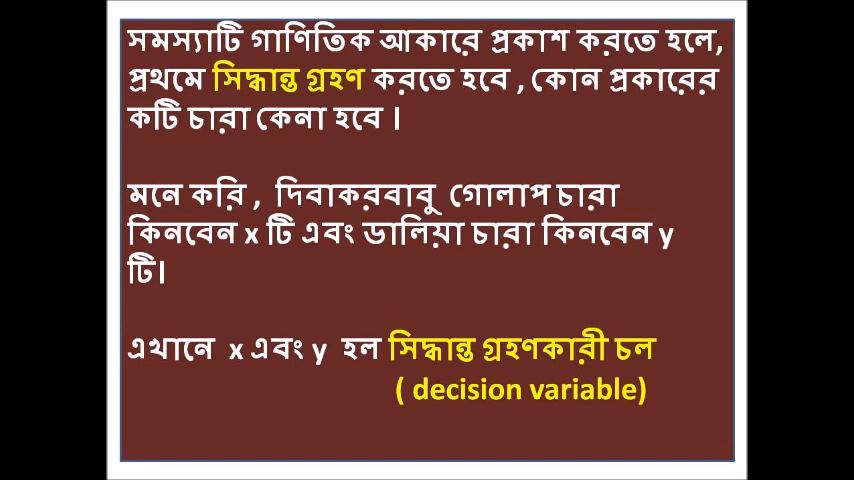 সমস্যাটি গাণিতিক আকারে প্রকাশ করতে হলে,
প্রথমে সিদ্ধান্ত গ্রহণ করতে হবে , কোন প্রকারের
কটি চারা কেনা হবে ।
মনে করি , দিবাকরবাবু গোলাপ চারা
কিনবেন x টি এবং ডালিয়া চারা কিনবেন y
টি।
এখানে x এবং y হল সিদ্ধান্ত গ্রহণকারী চল
( decision variable)